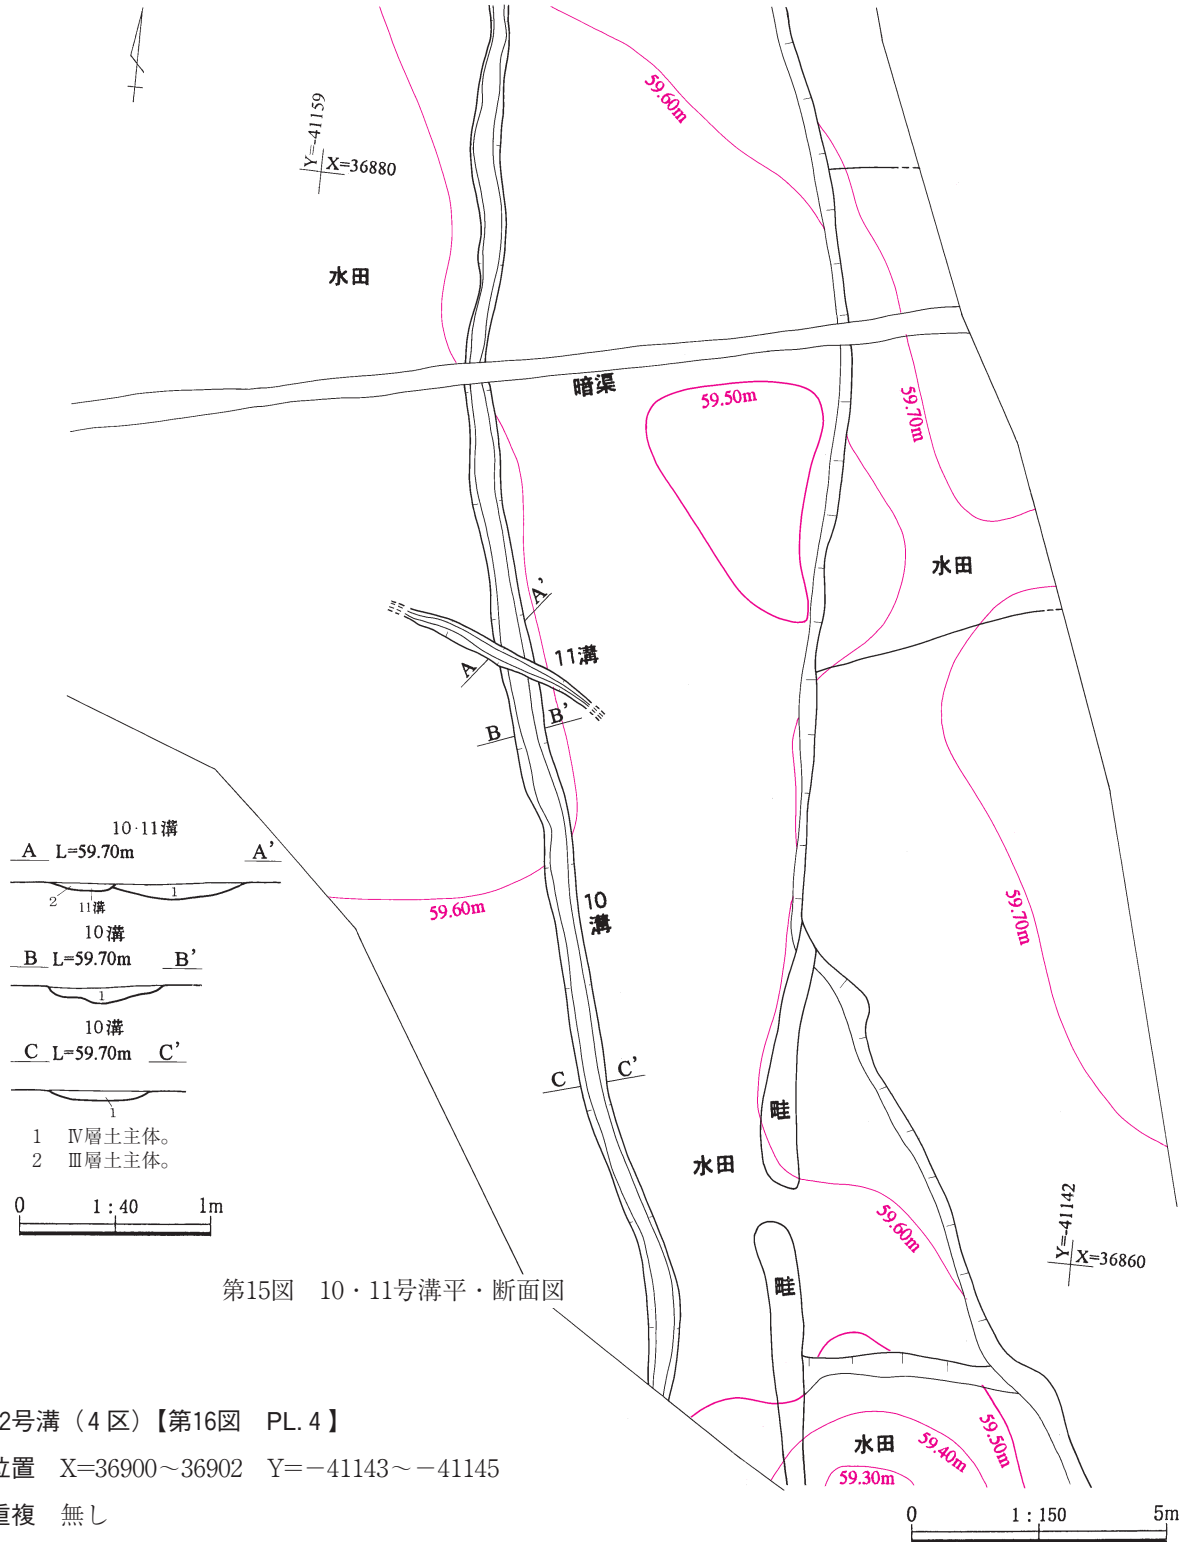 59.60m
Y=-41159
X=36880
水田
暗渠
59.50m
59.70m
水田
A'
11溝
A
B'
B
10·11溝
A L=59.70m A'
1
2
11溝
10溝
B L=59.70m B'
1
10溝
C L=59.70m C'
1
1 Ⅳ層土主体。
2 Ⅲ層土主体。
0 1:40 1m
59.60m
10溝
59.70m
C
C'
畦
水田
59.60m
Y=-41142
X=36860
畦
第15図 10・11号溝平・断面図
水田
59.40m
59.50m
59.30m
2号溝（4区）【第16図 PL.4】
位置 X=36900～36902 Y=－41143～－41145
重複 無し
0 1:150 5m